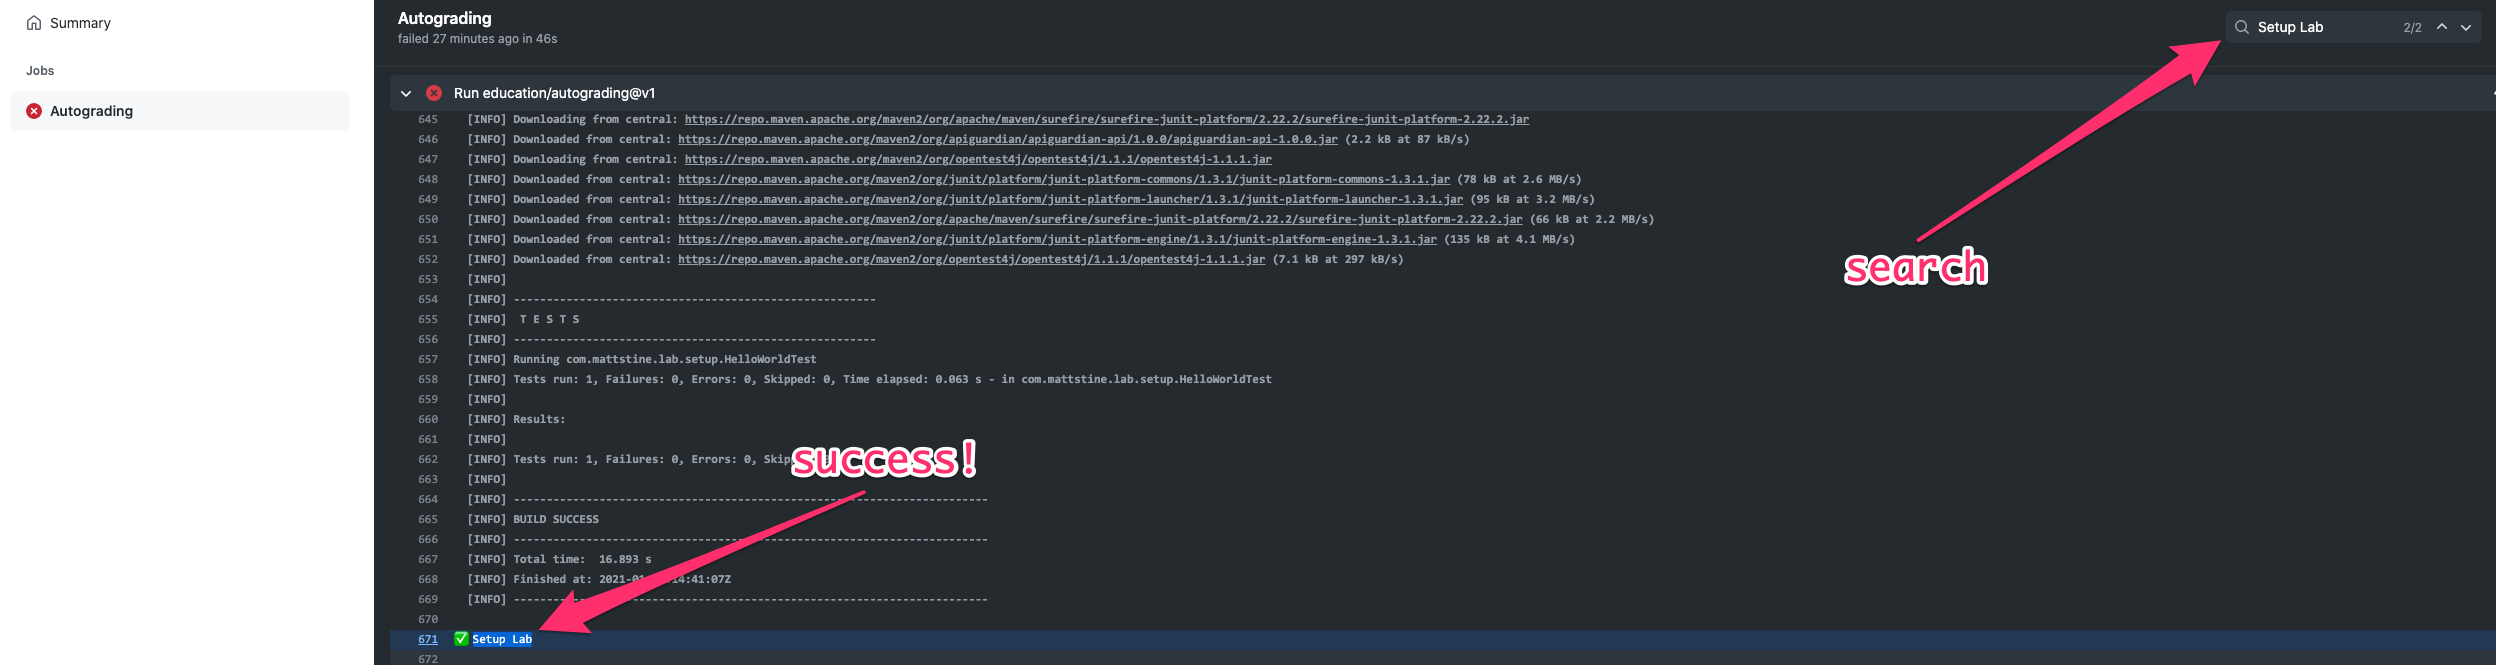 Summary
Jobs
Autograding
Autograding
failed 27 minutes ago in 46s
Setup Lab 2/2
Run education/autograding@v1
645 [INFO] Downloading from central: https://repo.maven.apache.org/maven2/org/apache/maven/surefire/surefire-junit-platform/2.22.2/surefire-junit-platform-2.22.2.jar
646 [INFO] Downloaded from central: https://repo.maven.apache.org/maven2/org/apiguardian/apiguardian-api/1.0.0/apiguardian-api-1.0.0.jar (2.2 kB at 87 kB/s)
647 [INFO] Downloading from central: https://repo.maven.apache.org/maven2/org/opentest4j/opentest4j/1.1.1/opentest4j-1.1.1.jar
648 [INFO] Downloaded from central: https://repo.maven.apache.org/maven2/org/junit/platform/junit-platform-commons/1.3.1/junit-platform-commons-1.3.1.jar (78 kB at 2.6 MB/s)
649 [INFO] Downloaded from central: https://repo.maven.apache.org/maven2/org/junit/platform/junit-platform-launcher/1.3.1/junit-platform-launcher-1.3.1.jar (95 kB at 3.2 MB/s)
650 [INFO] Downloaded from central: https://repo.maven.apache.org/maven2/org/apache/maven/surefire/surefire-junit-platform/2.22.2/surefire-junit-platform-2.22.2.jar (66 kB at 2.2 MB/s)
651 [INFO] Downloaded from central: https://repo.maven.apache.org/maven2/org/junit/platform/junit-platform-engine/1.3.1/junit-platform-engine-1.3.1.jar (135 kB at 4.1 MB/s)
652 [INFO] Downloaded from central: https://repo.maven.apache.org/maven2/org/opentest4j/opentest4j/1.1.1/opentest4j-1.1.1.jar (7.1 kB at 297 kB/s)
search
653 [INFO]
654 [INFO] -------------------------------------------------------
655 [INFO]  T E S T S
656 [INFO] -------------------------------------------------------
657 [INFO] Running com.mattstine.lab.setup.HelloWorldTest
658 [INFO] Tests run: 1, Failures: 0, Errors: 0, Skipped: 0, Time elapsed: 0.063 s - in com.mattstine.lab.setup.HelloWorldTest
659 [INFO]
660 [INFO] Results:
661 [INFO]
662 [INFO] Tests run: 1, Failures: 0, Errors: 0,
success!
663 [INFO]
664 [INFO] ------------------------------------------------------------------------
665 [INFO] BUILD SUCCESS
666 [INFO] ------------------------------------------------------------------------
667 [INFO] Total time:  16.893 s
668 [INFO] Finished at: 14:41:07Z
669 [INFO] ------------------------------------------------------------------------
670
671 ✅ Setup Lab
672